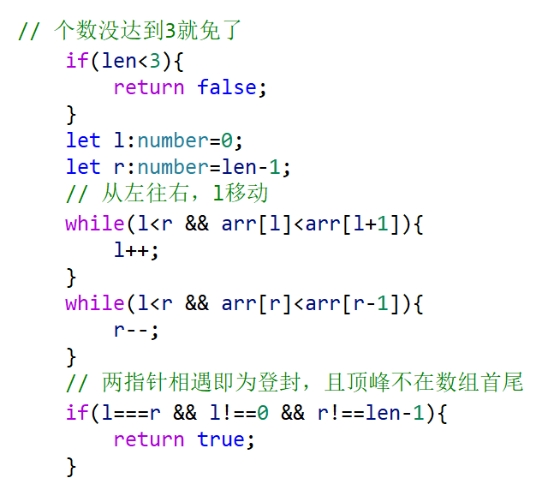 // 个数没达到3就免了
if(len<3){
return false;
}
let l:number=0;
let r:number=len-1;
// 从左往右，l移动
while(l<r && arr[l]<arr[l+1]){
l++;
}
while(l<r && arr[r]<arr[r-1]){
r--;
}
// 两指针相遇即为登封，且顶峰不在数组首尾
if(l===r && l!==0 && r!==len-1){
return true;
}